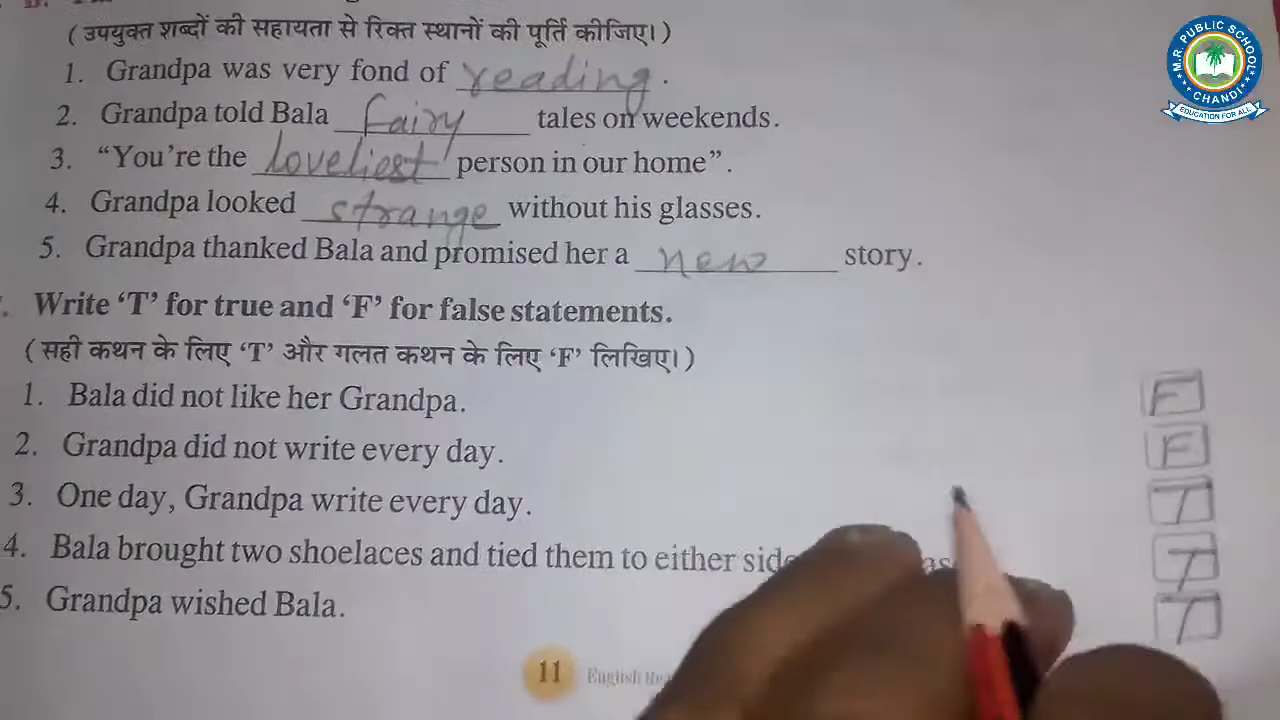 ( उपयुक्त शब्दों की सहायता से रिक्त स्थानों की पूर्ति कीजिए। )
1. Grandpa was very fond of reading.
2. Grandpa told Bala fairy tales on weekends.
3. “You’re the loveliest person in our home”.
4. Grandpa looked strange without his glasses.
5. Grandpa thanked Bala and promised her a new story.
Write ‘T’ for true and ‘F’ for false statements.
( सही कथन के लिए ‘T’ और गलत कथन के लिए ‘F’ लिखिए। )
1. Bala did not like her Grandpa. F
2. Grandpa did not write every day. F
3. One day, Grandpa write every day. T
4. Bala brought two shoelaces and tied them to either T
5. Grandpa wished Bala. T
11 English
M.R. PUBLIC SCHOOL
CHANDI
EDUCATION FOR ALL